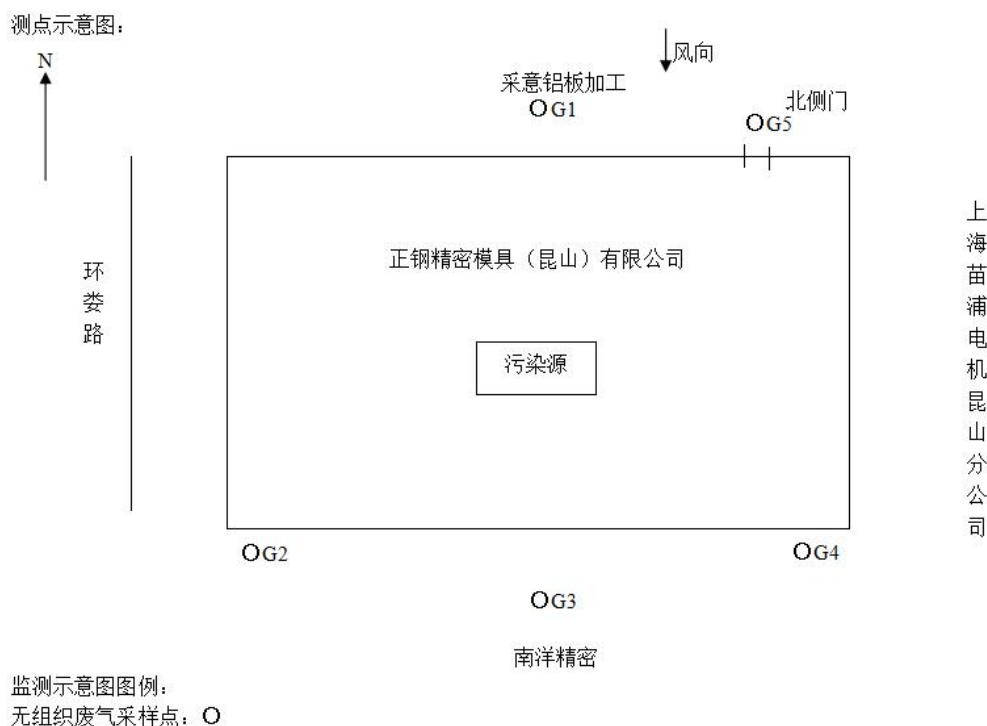 测点示意图：
N
风向
采意铝板加工
OG1
北侧门
OG5
上海苗浦电机昆山分公司
正钢精密模具（昆山）有限公司
环娄路
污染源
OG2
OG4
OG3
南洋精密
监测示意图图例：
无组织废气采样点：O